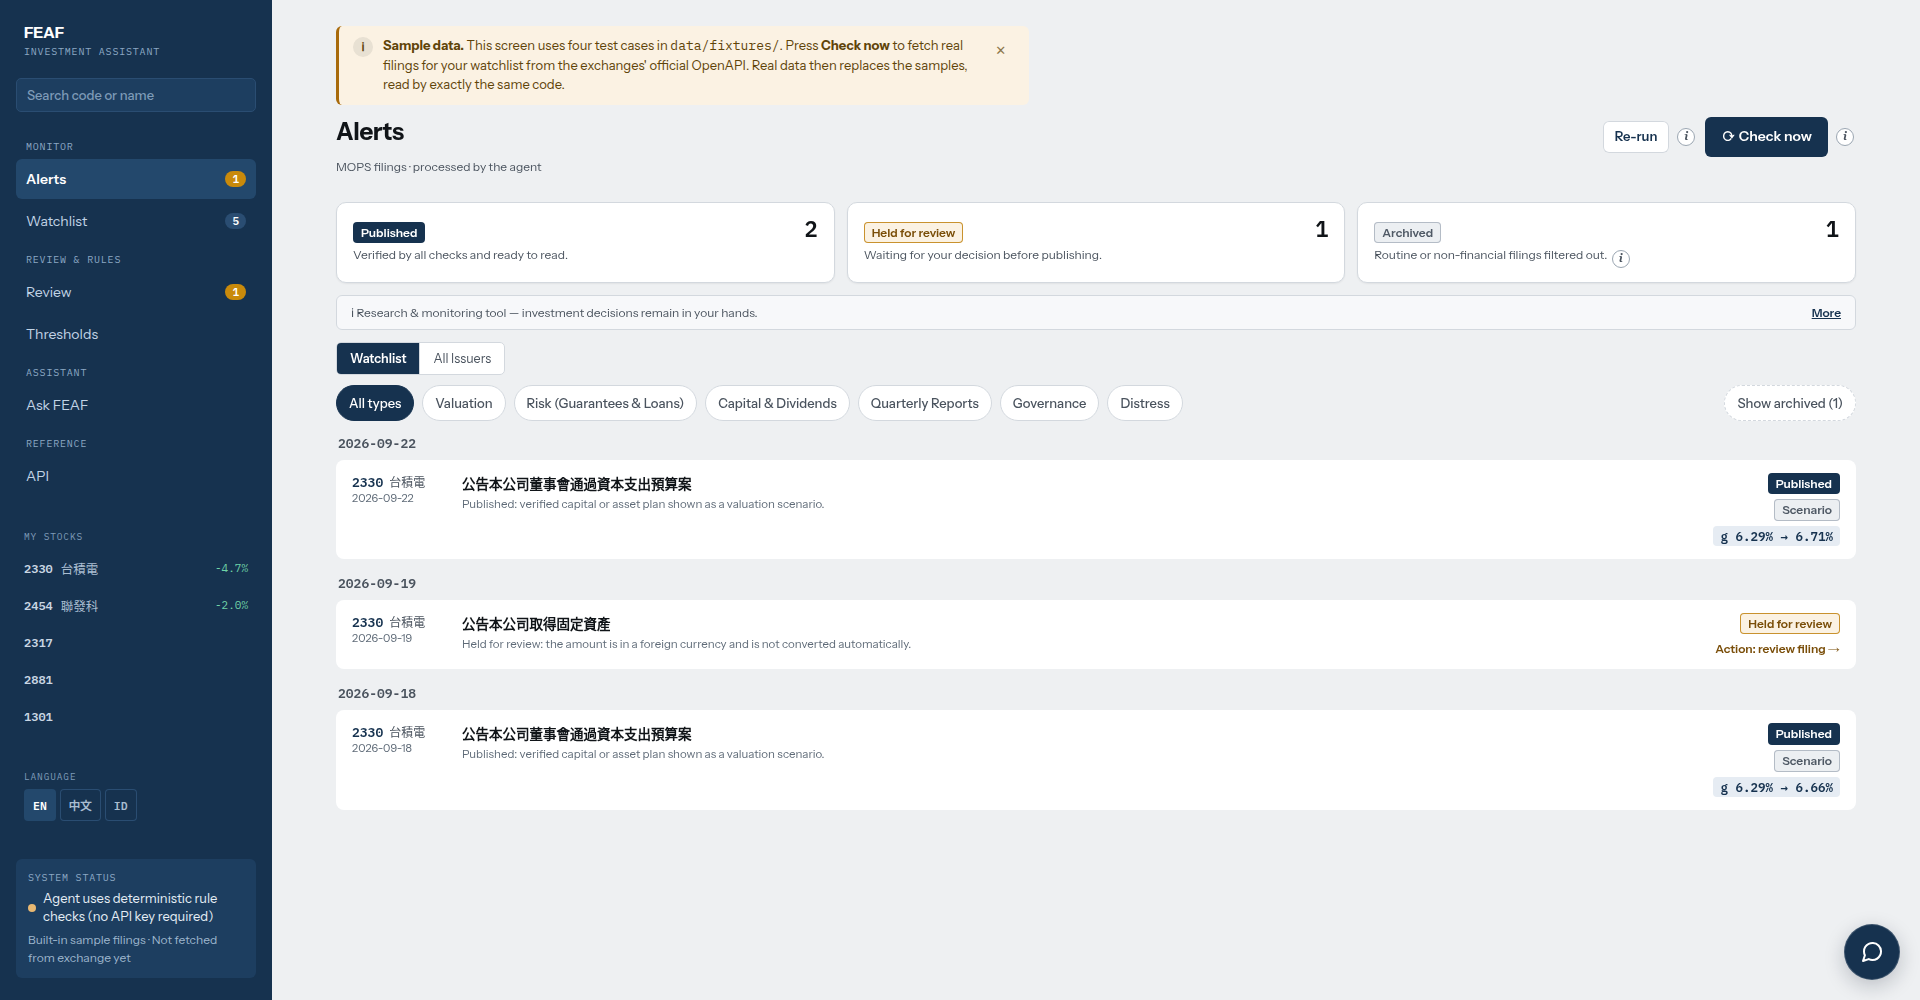 FEAF
INVESTMENT ASSISTANT
Search code or name
MONITOR
Alerts 1
Watchlist 5
REVIEW & RULES
Review 1
Thresholds
ASSISTANT
Ask FEAF
REFERENCE
API
MY STOCKS
2330 台積電 -4.7%
2454 聯發科 -2.0%
2317
2881
1301
LANGUAGE
EN 中文 ID
SYSTEM STATUS
Agent uses deterministic rule
checks (no API key required)
Built-in sample filings · Not fetched
from exchange yet
i Sample data. This screen uses four test cases in data/fixtures/. Press Check now to fetch real ×
filings for your watchlist from the exchanges' official OpenAPI. Real data then replaces the samples,
read by exactly the same code.
Alerts
MOPS filings · processed by the agent
Re-run i ⟳ Check now i
Published 2
Verified by all checks and ready to read.
Held for review 1
Waiting for your decision before publishing.
Archived 1
Routine or non-financial filings filtered out. i
i Research & monitoring tool — investment decisions remain in your hands. More
Watchlist All Issuers
All types Valuation Risk (Guarantees & Loans) Capital & Dividends Quarterly Reports Governance Distress Show archived (1)
2026-09-22
2330 台積電 公告本公司董事會通過資本支出預算案 Published
2026-09-22 Published: verified capital or asset plan shown as a valuation scenario.
Scenario
g 6.29% → 6.71%
2026-09-19
2330 台積電 公告本公司取得固定資產 Held for review
2026-09-19 Held for review: the amount is in a foreign currency and is not converted automatically.
Action: review filing →
2026-09-18
2330 台積電 公告本公司董事會通過資本支出預算案 Published
2026-09-18 Published: verified capital or asset plan shown as a valuation scenario.
Scenario
g 6.29% → 6.66%